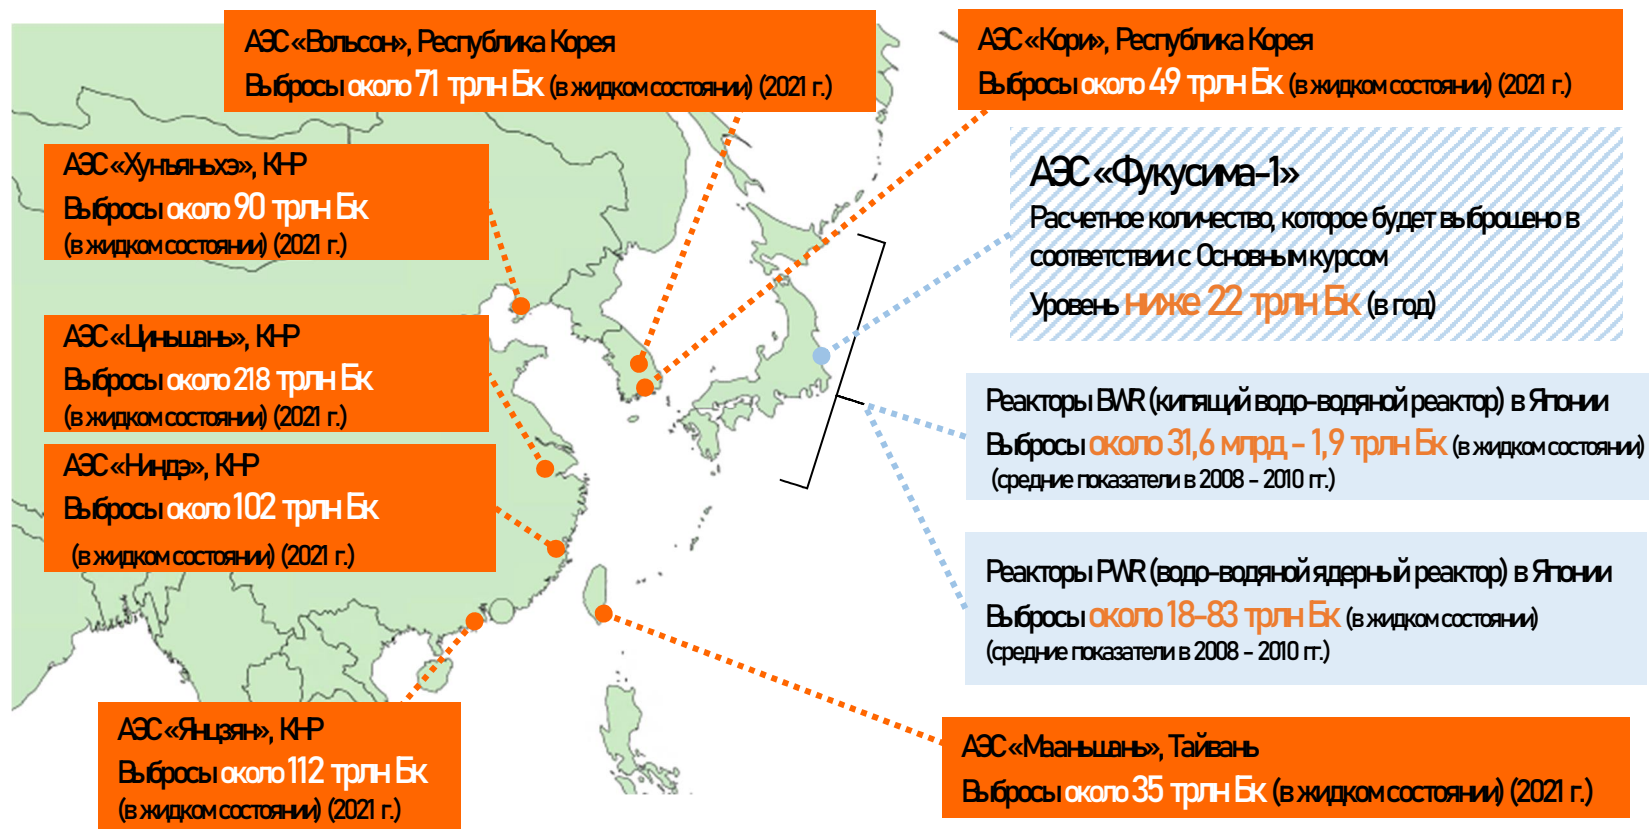 АЭС «Вольсон», Республика Корея
Выбросы около 71 трлн Бк (в жидком состоянии) (2021 г.)
АЭС «Кори», Республика Корея
Выбросы около 49 трлн Бк (в жидком состоянии) (2021 г.)
АЭС «Хунъяньхэ», КНР
Выбросы около 90 трлн Бк
(в жидком состоянии) (2021 г.)
АЭС «Фукусима-1»
Расчетное количество, которое будет выброшено в
соответствии с Основным курсом
Уровень ниже 22 трлн Бк (в год)
АЭС «Циньшань», КНР
Выбросы около 218 трлн Бк
(в жидком состоянии) (2021 г.)
Реакторы BWR (кипящий водо-водяной реактор) в Японии
Выбросы около 31,6 млрд - 1,9 трлн Бк (в жидком состоянии)
(средние показатели в 2008 - 2010 гг.)
АЭС «Ниндэ», КНР
Выбросы около 102 трлн Бк
(в жидком состоянии) (2021 г.)
Реакторы PWR (водо-водяной ядерный реактор) в Японии
Выбросы около 18-83 трлн Бк (в жидком состоянии)
(средние показатели в 2008 - 2010 гг.)
АЭС «Янцзян», КНР
Выбросы около 112 трлн Бк
(в жидком состоянии) (2021 г.)
АЭС «Мааньшань», Тайвань
Выбросы около 35 трлн Бк (в жидком состоянии) (2021 г.)